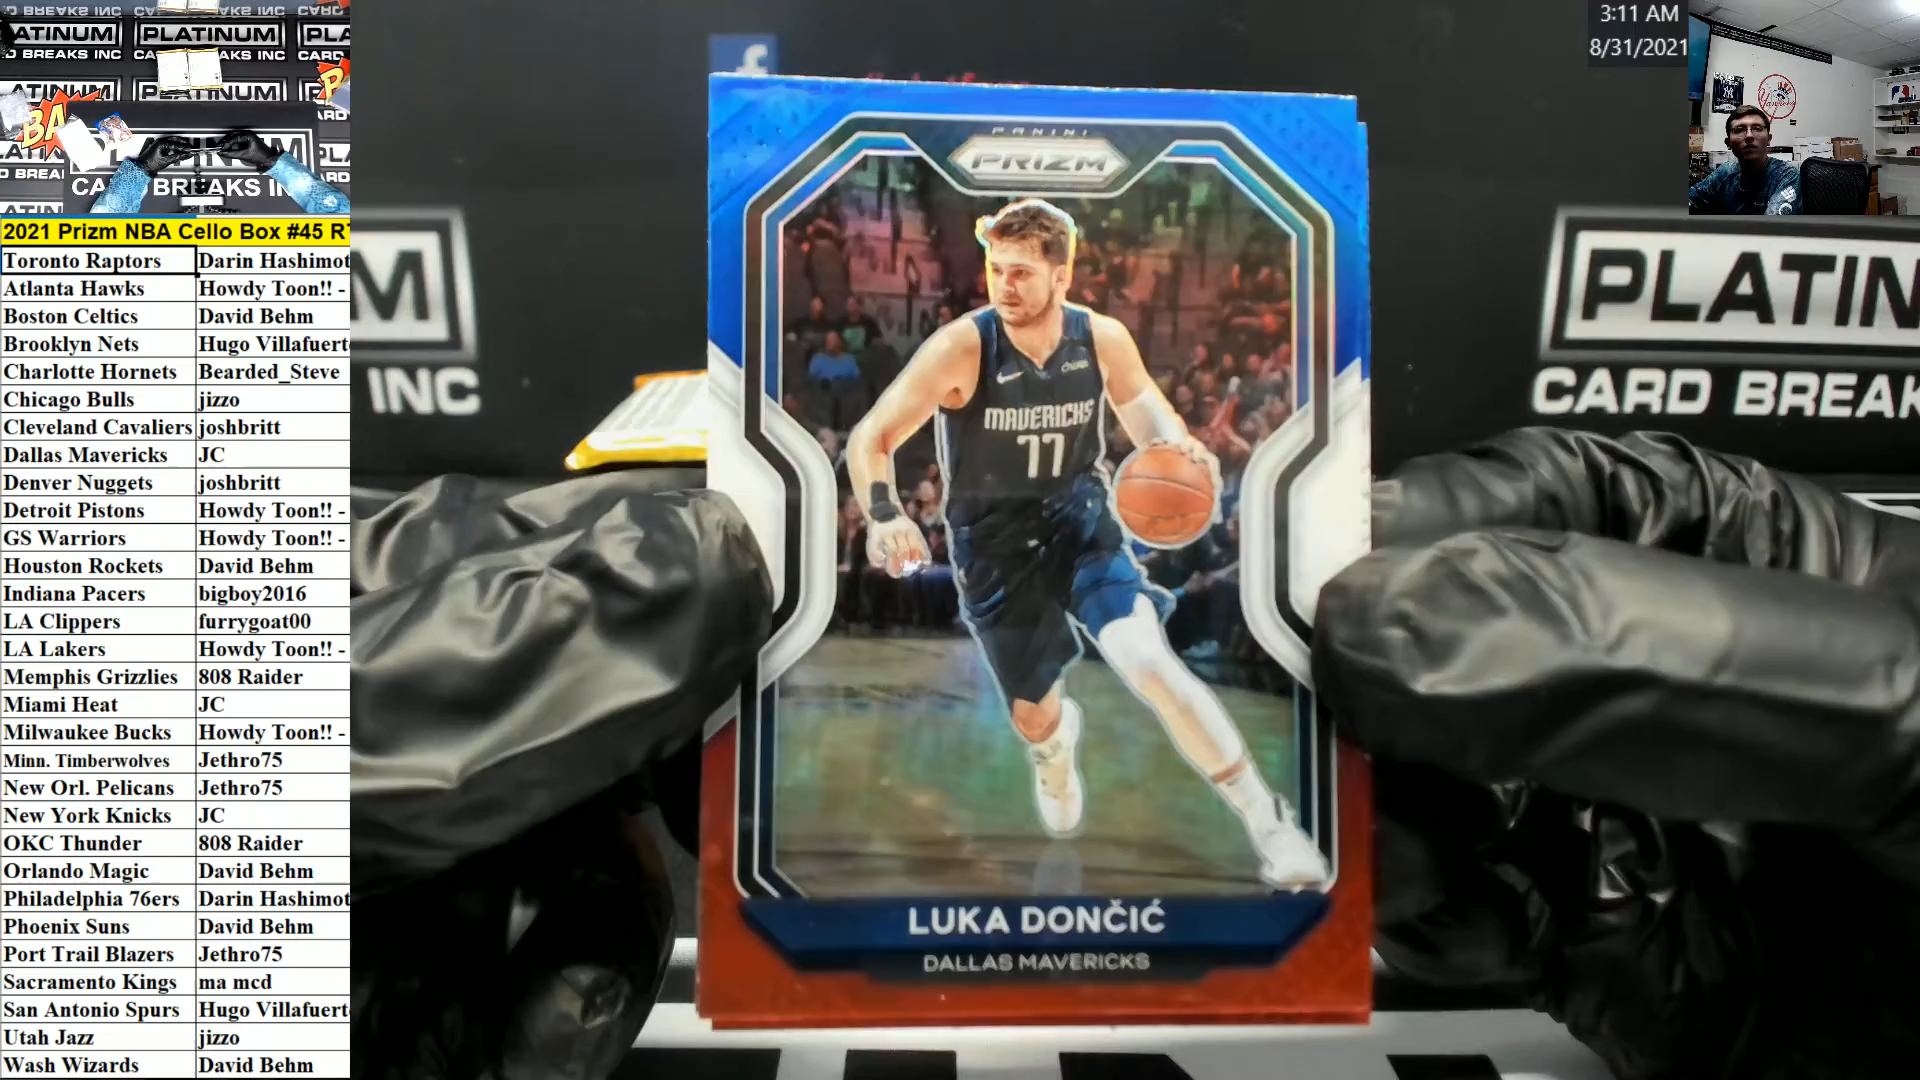 3:11 AM
8/31/2021
PLATINUM
CARD BREAKS INC
2021 Prizm NBA Cello Box #45
Toronto Raptors Darin Hashimot
Atlanta Hawks Howdy Toon!! -
Boston Celtics David Behm
Brooklyn Nets Hugo Villafuert
Charlotte Hornets Bearded_Steve
Chicago Bulls jizzo
Cleveland Cavaliers joshbritt
Dallas Mavericks JC
Denver Nuggets joshbritt
Detroit Pistons Howdy Toon!! -
GS Warriors Howdy Toon!! -
Houston Rockets David Behm
Indiana Pacers bigboy2016
LA Clippers furrygoat00
LA Lakers Howdy Toon!! -
Memphis Grizzlies 808 Raider
Miami Heat JC
Milwaukee Bucks Howdy Toon!! -
Minn. Timberwolves Jethro75
New Orl. Pelicans Jethro75
New York Knicks JC
OKC Thunder 808 Raider
Orlando Magic David Behm
Philadelphia 76ers Darin Hashimot
Phoenix Suns David Behm
Port Trail Blazers Jethro75
Sacramento Kings ma mcd
San Antonio Spurs Hugo Villafuert
Utah Jazz jizzo
Wash Wizards David Behm
PANINI
PRIZM
MAVERICKS
77
LUKA DONČIĆ
DALLAS MAVERICKS
M
INC
PLATIN
CARD BREAK